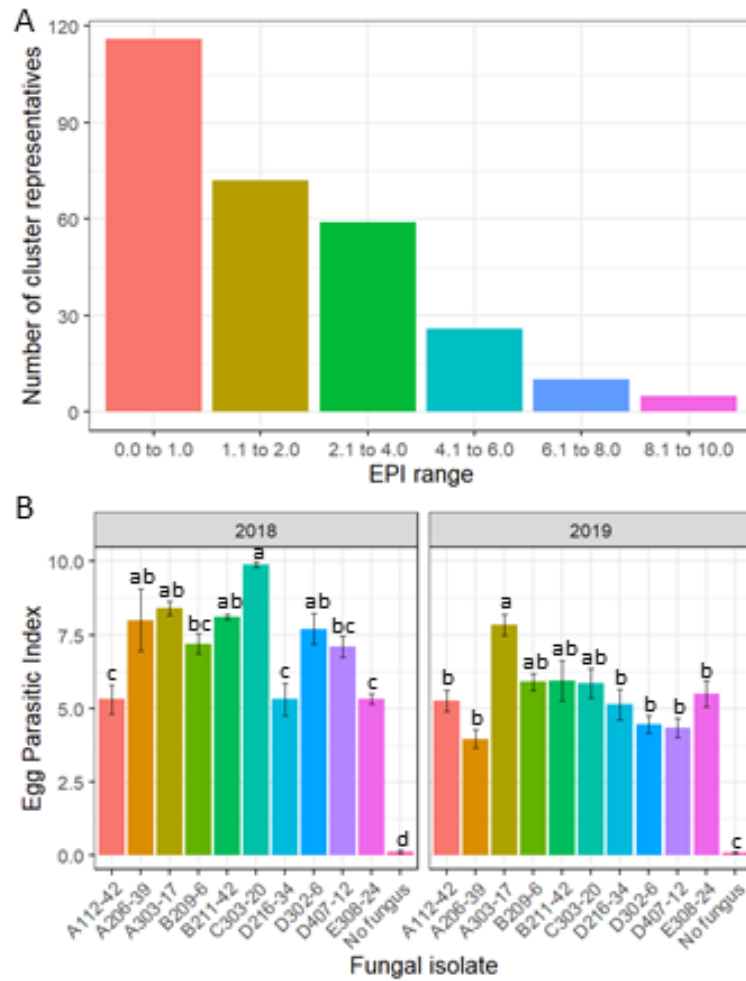 A
120
90
60
30
0
Number of cluster representatives
0.0 to 1.0 1.1 to 2.0 2.1 to 4.0 4.1 to 6.0 6.1 to 8.0 8.1 to 10.0
EPI range
B
2018 2019
10.0
7.5
5.0
2.5
0.0
Egg Parasitic Index
c ab ab bc ab a c ab bc c d
b b a ab ab ab b b b b c
A112-42 A206-39 A303-17 B209-6 B211-42 C303-20 D216-34 D302-6 D407-12 E308-24 No fungus
A112-42 A206-39 A303-17 B209-6 B211-42 C303-20 D216-34 D302-6 D407-12 E308-24 No fungus
Fungal isolate